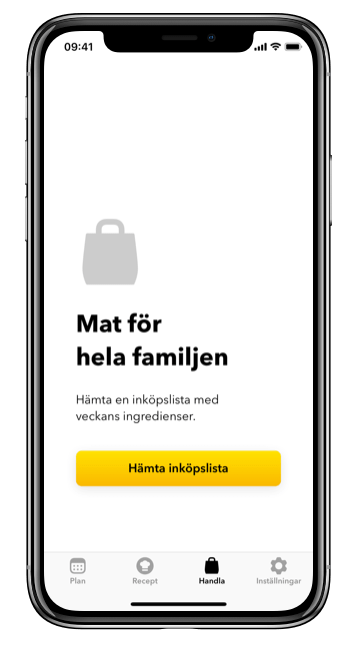 09:41
Mat för
hela familjen
Hämta en inköpslista med
veckans ingredienser.
Hämta inköpslista
Plan
Recept
Handla
Inställningar